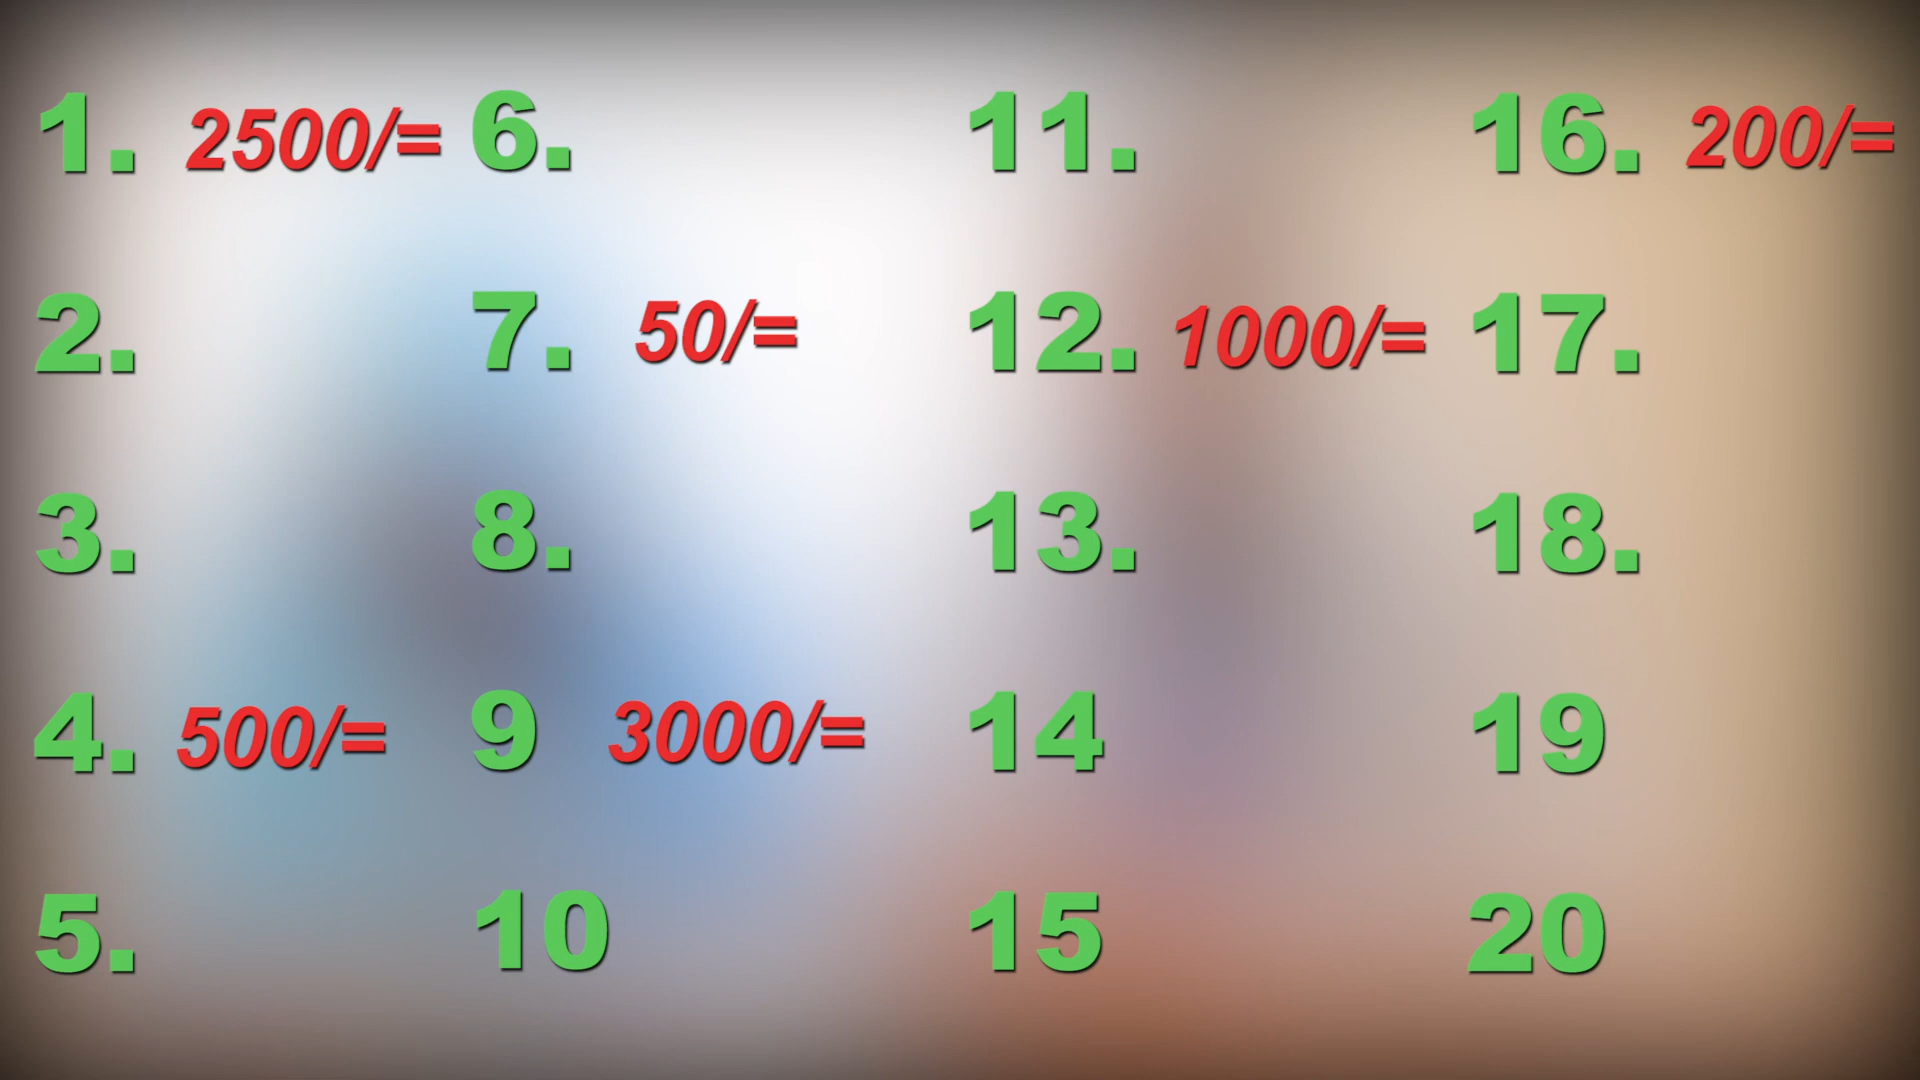 1. 2500/= 6. 11. 16. 200/=
2. 7. 50/= 12. 1000/= 17.
3. 8. 13. 18.
4. 500/= 9 3000/= 14 19
5. 10 15 20